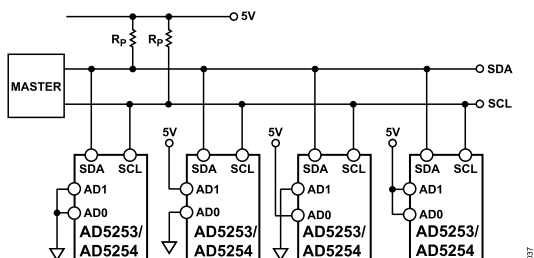 5V
RP RP
SDA
MASTER
SCL
5V 5V 5V
SDA SCL SDA SCL SDA SCL SDA SCL
AD1 AD1 AD1 AD1
AD0 AD0 AD0 AD0
AD5253/ AD5253/ AD5253/ AD5253/
AD5254 AD5254 AD5254 AD5254
037